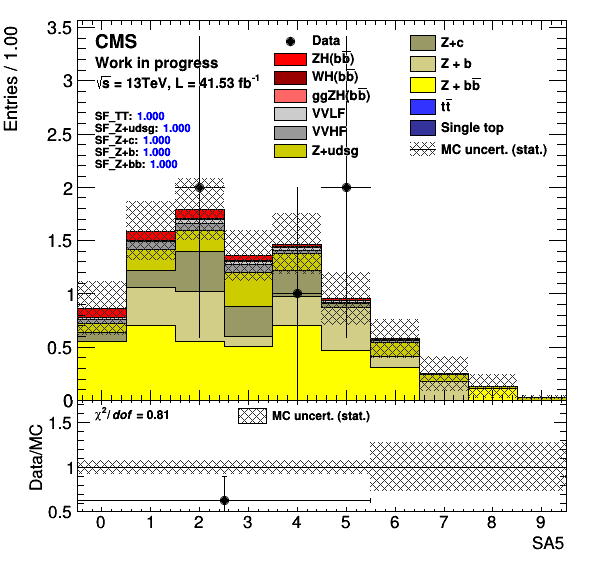 CMS
Work in progress
√s = 13TeV, L = 41.53 fb⁻¹
SF_TT: 1.000
SF_Z+udsg: 1.000
SF_Z+c: 1.000
SF_Z+b: 1.000
SF_Z+bb: 1.000
Data
ZH(bb̅)
WH(bb̅)
ggZH(bb̅)
VVLF
VVHF
Z+udsg
Z+c
Z + b
Z + bb̅
tt̅
Single top
MC uncert. (stat.)
Entries / 1.00
3.5
3
2.5
2
1.5
1
0.5
0
χ²/dof = 0.81
MC uncert. (stat.)
Data/MC
1.5
1
0.5
0 1 2 3 4 5 6 7 8 9
SA5